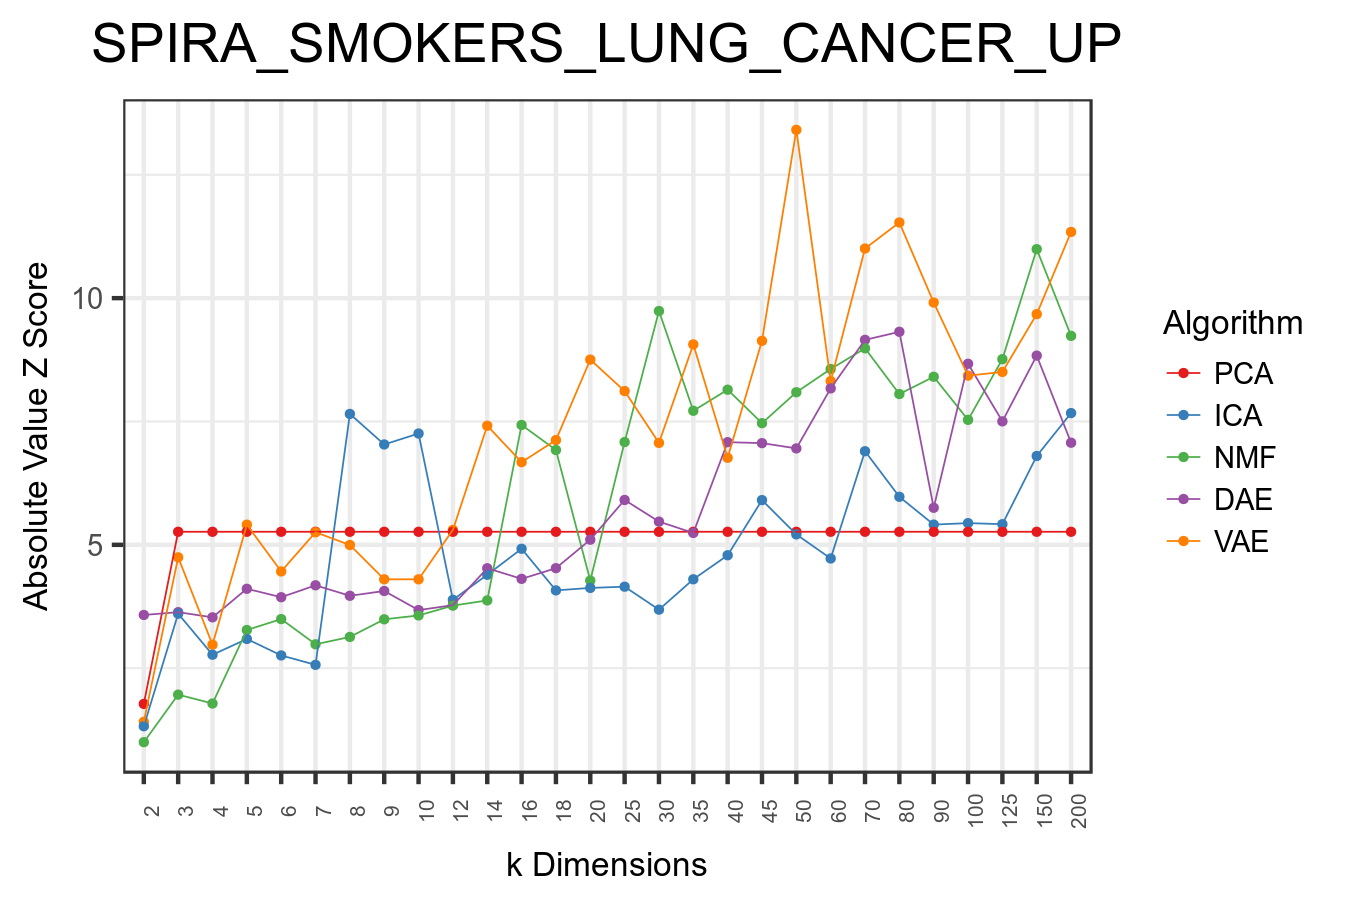 SPIRA_SMOKERS_LUNG_CANCER_UP
Absolute Value Z Score
10
5
2 3 4 5 6 7 8 9 10 12 14 16 18 20 25 30 35 40 45 50 60 70 80 90 100 125 150 200
k Dimensions
Algorithm
PCA
ICA
NMF
DAE
VAE